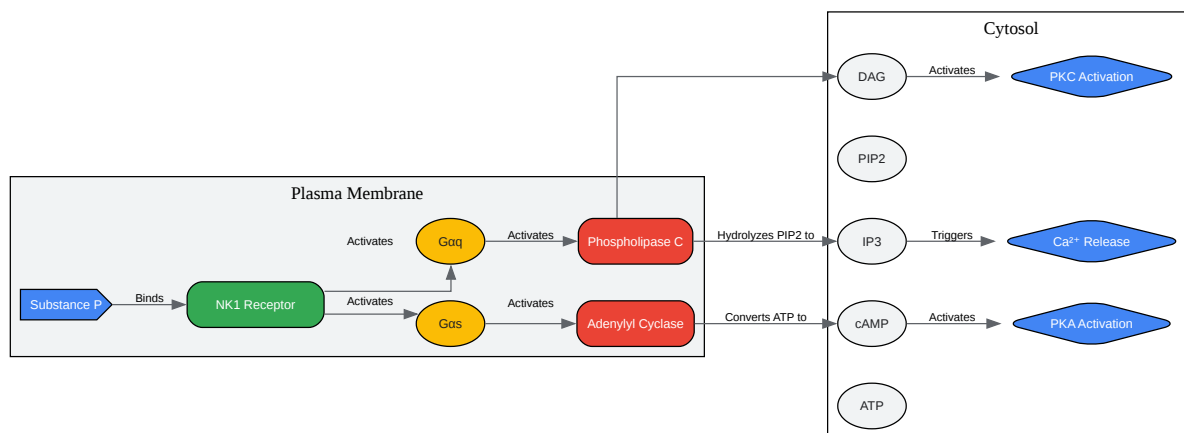 Cytosol
DAG
Activates
PKC Activation
PIP2
Plasma Membrane
Activates
Gαq
Activates
Phospholipase C
Hydrolyzes PIP2 to
IP3
Triggers
Ca²⁺ Release
Substance P
Binds
NK1 Receptor
Activates
Gαs
Activates
Adenylyl Cyclase
Converts ATP to
cAMP
Activates
PKA Activation
ATP